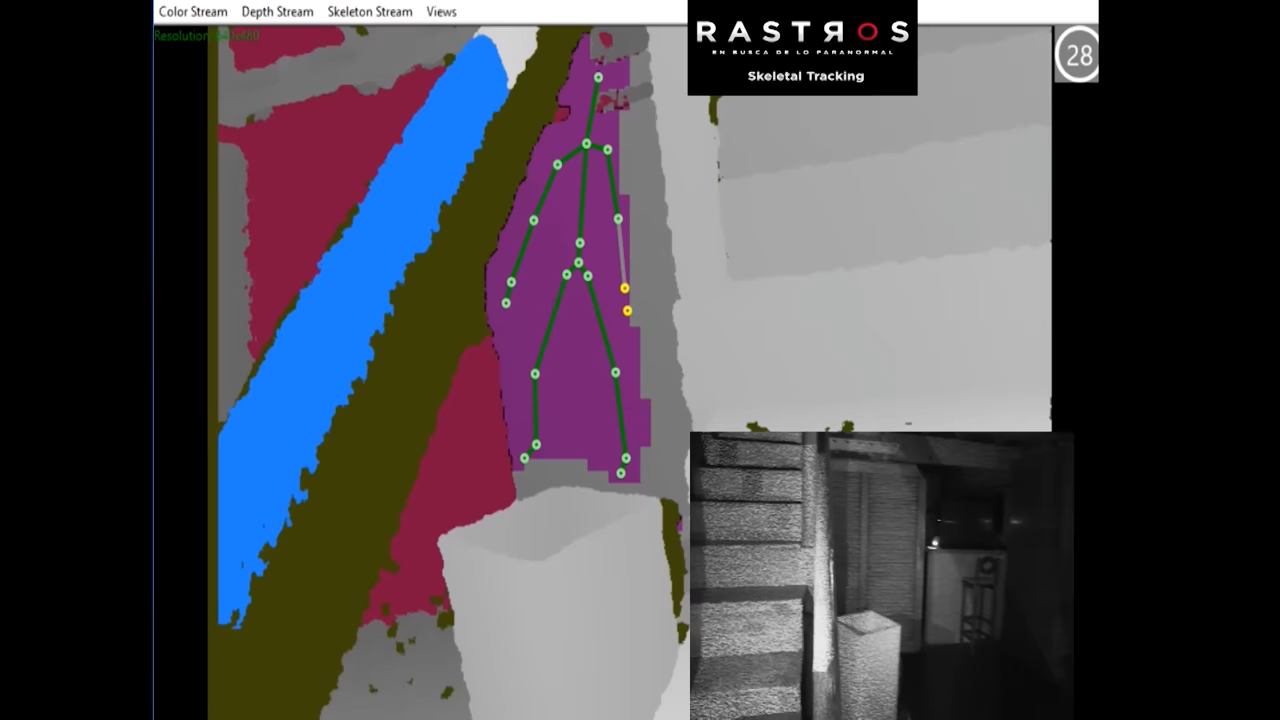 Color Stream Depth Stream Skeleton Stream Views
RASTROS
EN BUSCA DE LO PARANORMAL
Skeletal Tracking
28